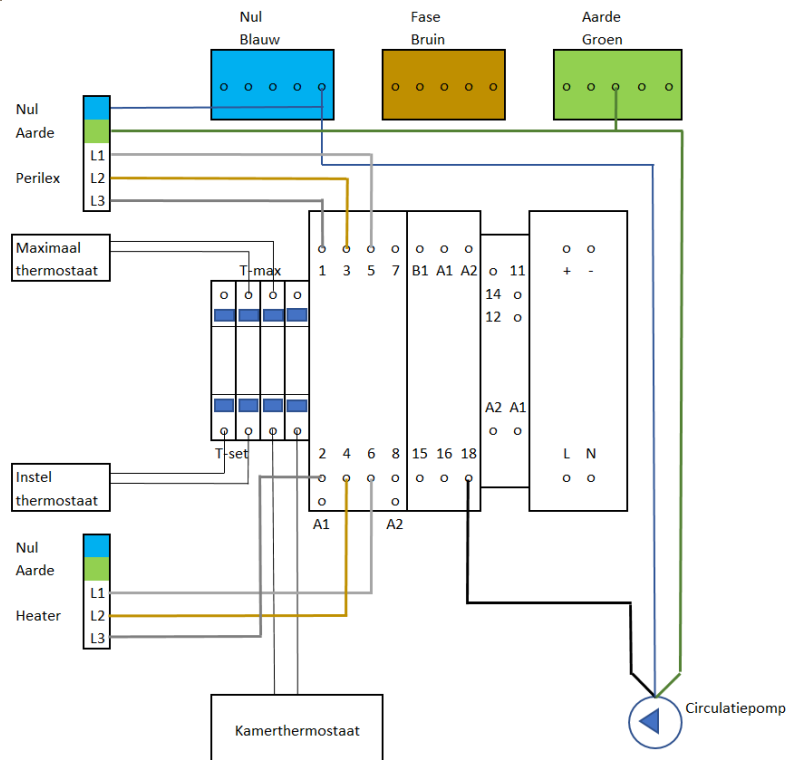 Nul Fase Aarde
Blauw Bruin Groen
o o o o o o o o o o o o o o o
Nul
Aarde
L1
Perilex L2
L3
Maximaal
thermostaat
T-max
o o o o
o o o o o o o o o
1 3 5 7 B1 A1 A2 o 11 + -
14 o
12 o
A2 A1
o o
o o o o
T-set
2 4 6 8 15 16 18 L N
o o o o o o o o o
o o
A1 A2
Instel
thermostaat
Nul
Aarde
L1
Heater L2
L3
Kamerthermostaat
Circulatiepomp